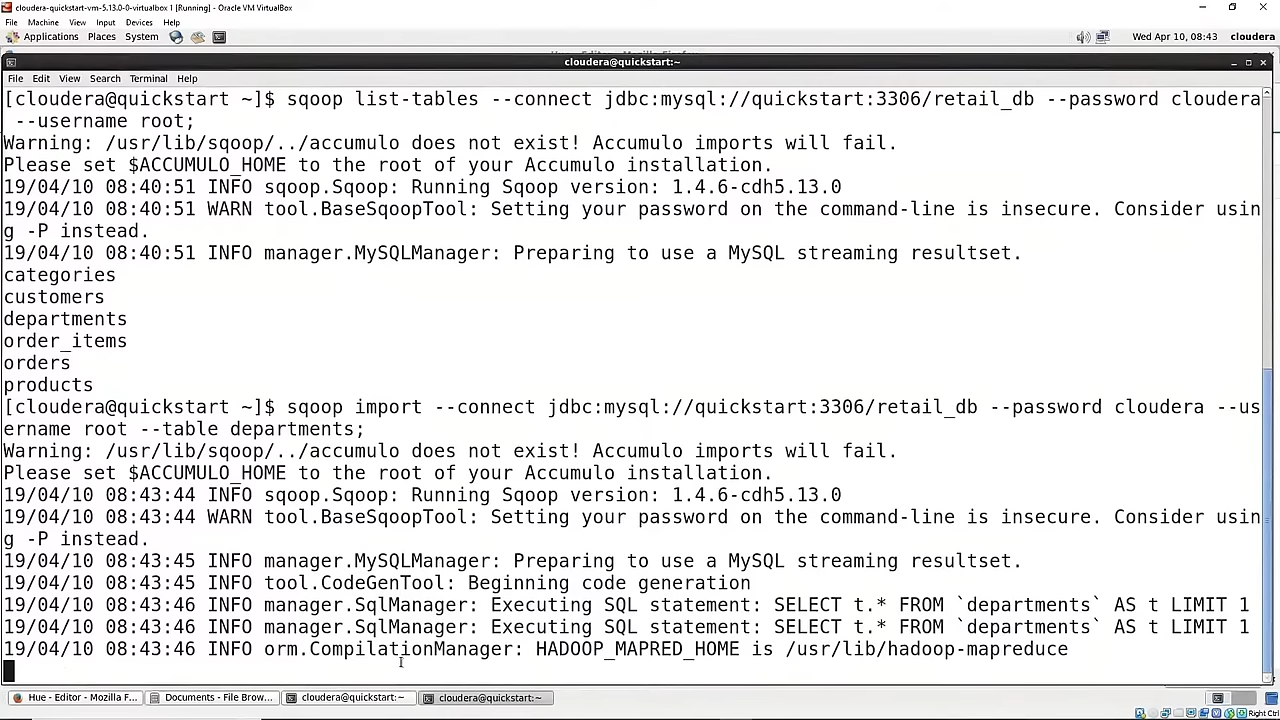 cloudera-quickstart-vm-5.13.0-0-virtualbox 1 [Running] - Oracle VM VirtualBox
File Machine View Input Devices Help
Applications Places System Wed Apr 10, 08:43 cloudera
cloudera@quickstart:~
File Edit View Search Terminal Help
[cloudera@quickstart ~]$ sqoop list-tables --connect jdbc:mysql://quickstart:3306/retail_db --password cloudera
--username root;
Warning: /usr/lib/sqoop/../accumulo does not exist! Accumulo imports will fail.
Please set $ACCUMULO_HOME to the root of your Accumulo installation.
19/04/10 08:40:51 INFO sqoop.Sqoop: Running Sqoop version: 1.4.6-cdh5.13.0
19/04/10 08:40:51 WARN tool.BaseSqoopTool: Setting your password on the command-line is insecure. Consider usin
g -P instead.
19/04/10 08:40:51 INFO manager.MySQLManager: Preparing to use a MySQL streaming resultset.
categories
customers
departments
order_items
orders
products
[cloudera@quickstart ~]$ sqoop import --connect jdbc:mysql://quickstart:3306/retail_db --password cloudera --us
ername root --table departments;
Warning: /usr/lib/sqoop/../accumulo does not exist! Accumulo imports will fail.
Please set $ACCUMULO_HOME to the root of your Accumulo installation.
19/04/10 08:43:44 INFO sqoop.Sqoop: Running Sqoop version: 1.4.6-cdh5.13.0
19/04/10 08:43:44 WARN tool.BaseSqoopTool: Setting your password on the command-line is insecure. Consider usin
g -P instead.
19/04/10 08:43:45 INFO manager.MySQLManager: Preparing to use a MySQL streaming resultset.
19/04/10 08:43:45 INFO tool.CodeGenTool: Beginning code generation
19/04/10 08:43:46 INFO manager.SqlManager: Executing SQL statement: SELECT t.* FROM `departments` AS t LIMIT 1
19/04/10 08:43:46 INFO manager.SqlManager: Executing SQL statement: SELECT t.* FROM `departments` AS t LIMIT 1
19/04/10 08:43:46 INFO orm.CompilationManager: HADOOP_MAPRED_HOME is /usr/lib/hadoop-mapreduce
Hue - Editor - Mozilla F... Documents - File Brow... cloudera@quickstart:~ cloudera@quickstart:~
Right Ctrl